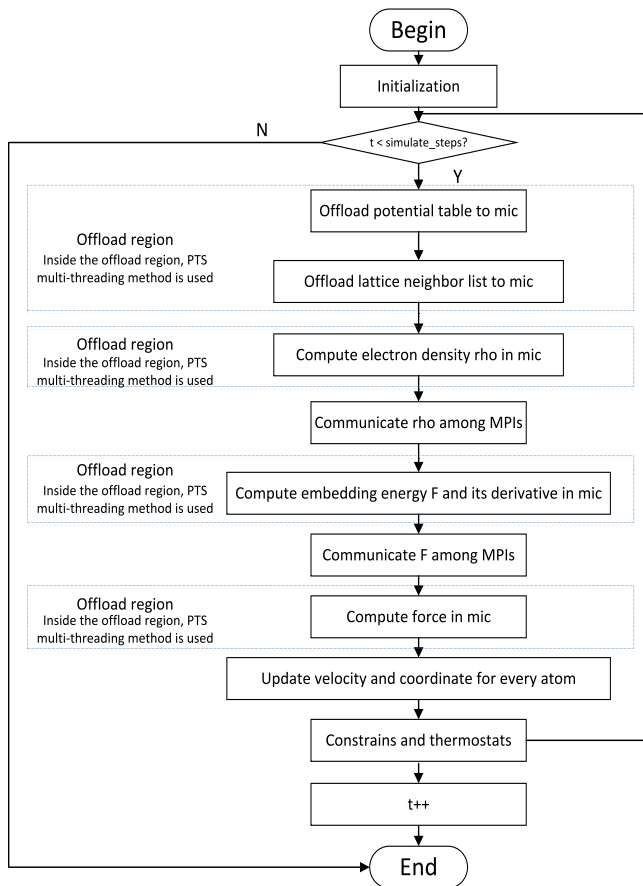 Begin
Initialization
N
t < simulate_steps?
Y
Offload potential table to mic
Offload region
Inside the offload region, PTS
multi-threading method is used
Offload lattice neighbor list to mic
Offload region
Inside the offload region, PTS
multi-threading method is used
Compute electron density rho in mic
Communicate rho among MPIs
Offload region
Inside the offload region, PTS
multi-threading method is used
Compute embedding energy F and its derivative in mic
Communicate F among MPIs
Offload region
Inside the offload region, PTS
multi-threading method is used
Compute force in mic
Update velocity and coordinate for every atom
Constrains and thermostats
t++
End